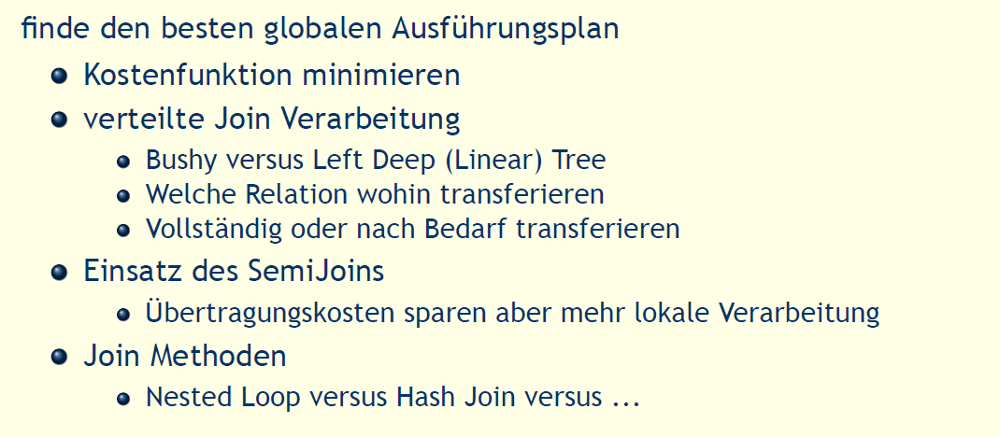 finde den besten globalen Ausführungsplan
Kostenfunktion minimieren
verteilte Join Verarbeitung
Bushy versus Left Deep (Linear) Tree
Welche Relation wohin transferieren
Vollständig oder nach Bedarf transferieren
Einsatz des SemiJoins
Übertragungskosten sparen aber mehr lokale Verarbeitung
Join Methoden
Nested Loop versus Hash Join versus ...